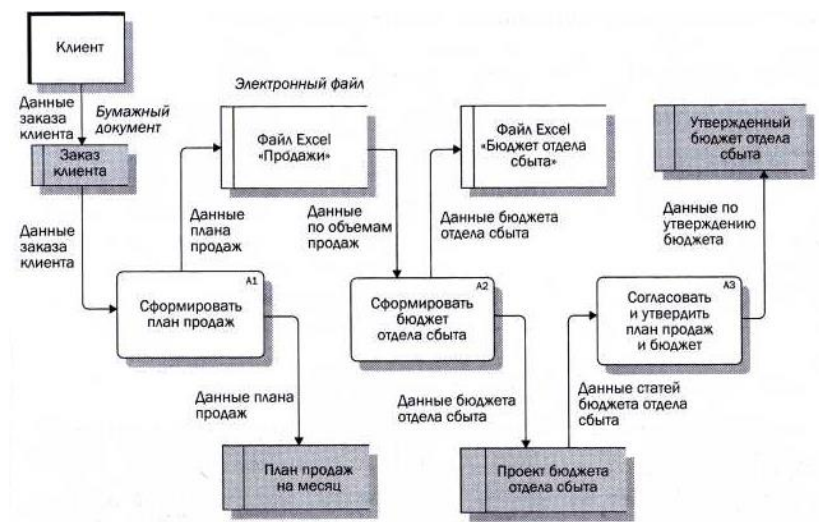 Клиент
Данные
заказа
клиента
Бумажный
документ
Заказ
клиента
Данные
заказа
клиента
Электронный файл
Файл Excel
«Продажи»
Данные
плана
продаж
A1
Сформировать
план продаж
Данные плана
продаж
План продаж
на месяц
Данные
по объемам
продаж
Файл Excel
«Бюджет отдела
сбыта»
Данные бюджета
отдела сбыта
A2
Сформировать
бюджет
отдела сбыта
Данные бюджета
отдела сбыта
Проект бюджета
отдела сбыта
Данные статей
бюджета отдела
сбыта
A3
Согласовать
и утвердить
план продаж
и бюджет
Данные по
утверждению
бюджета
Утвержденный
бюджет отдела
сбыта